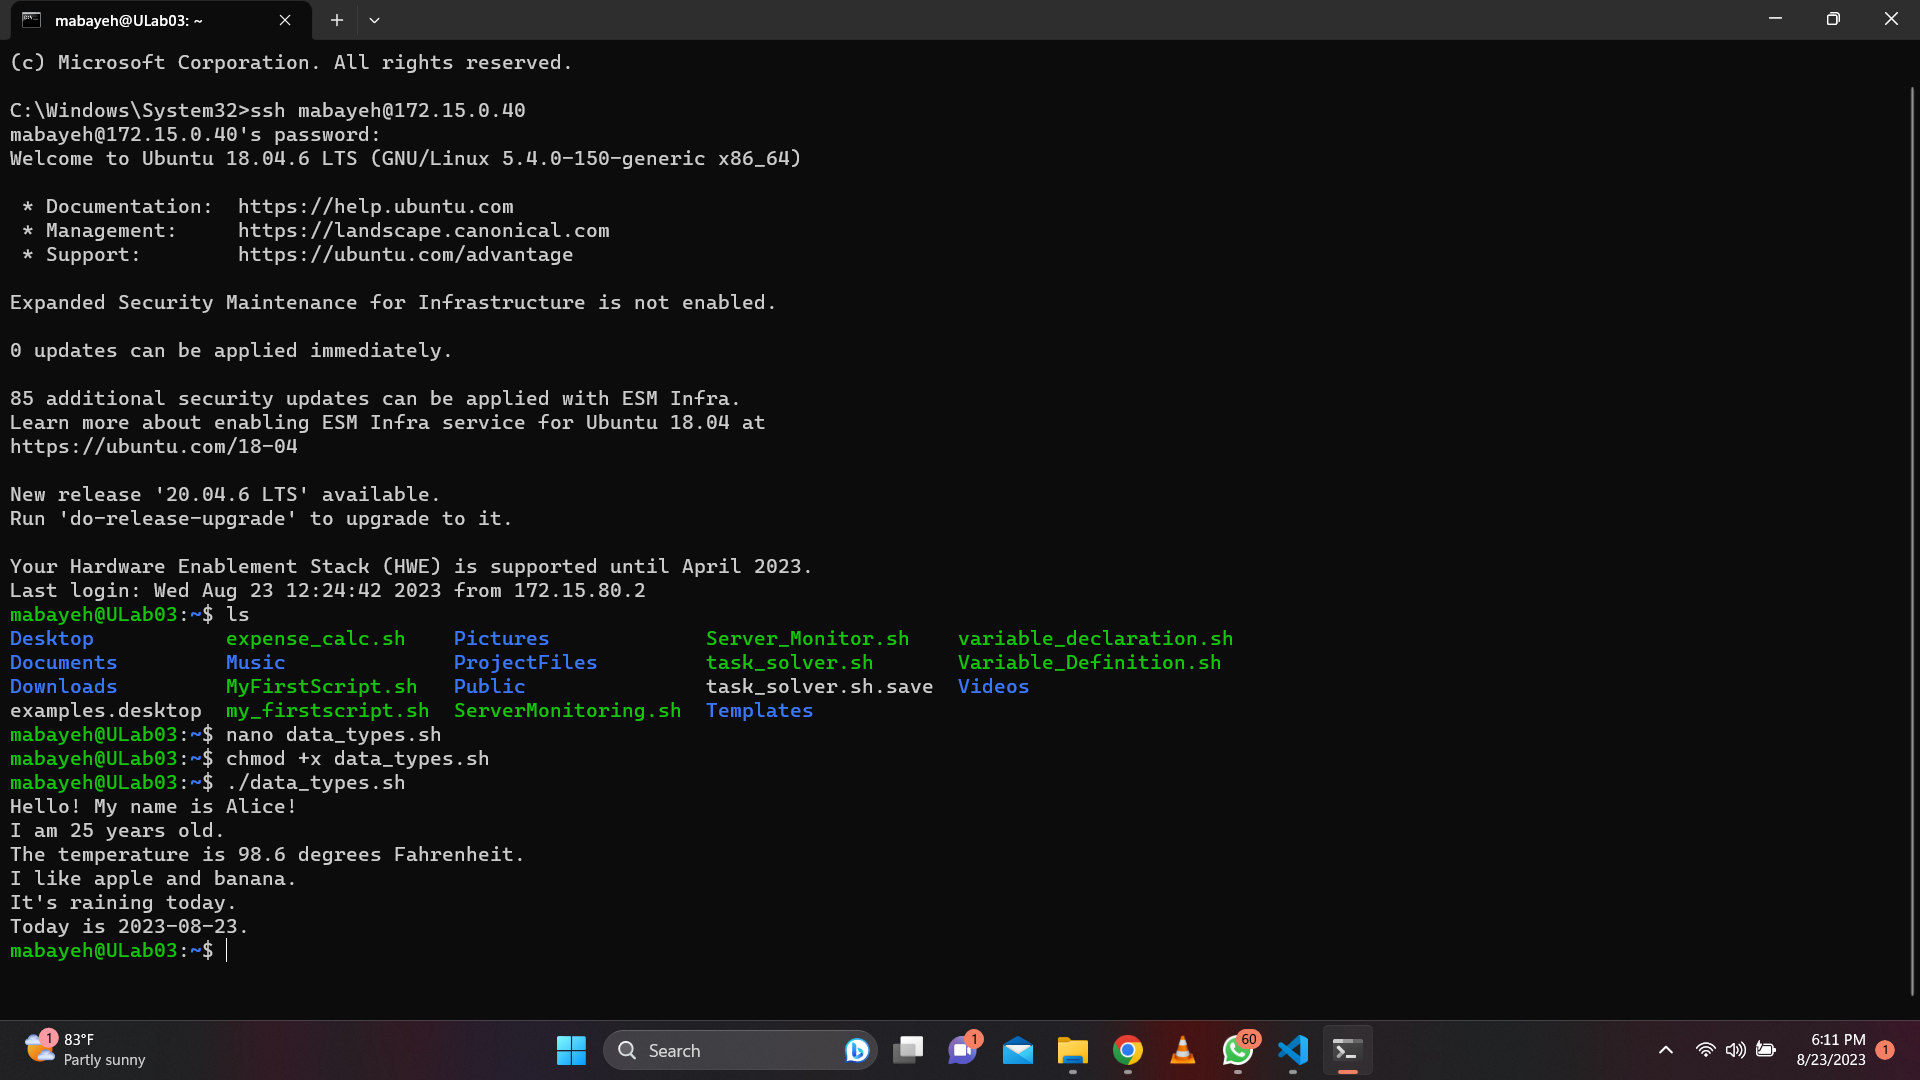 mabayeh@ULab03: ~
(c) Microsoft Corporation. All rights reserved.
C:\Windows\System32>ssh mabayeh@172.15.0.40
mabayeh@172.15.0.40's password:
Welcome to Ubuntu 18.04.6 LTS (GNU/Linux 5.4.0-150-generic x86_64)
* Documentation:  https://help.ubuntu.com
* Management:     https://landscape.canonical.com
* Support:        https://ubuntu.com/advantage
Expanded Security Maintenance for Infrastructure is not enabled.
0 updates can be applied immediately.
85 additional security updates can be applied with ESM Infra.
Learn more about enabling ESM Infra service for Ubuntu 18.04 at
https://ubuntu.com/18-04
New release '20.04.6 LTS' available.
Run 'do-release-upgrade' to upgrade to it.
Your Hardware Enablement Stack (HWE) is supported until April 2023.
Last login: Wed Aug 23 12:24:42 2023 from 172.15.80.2
mabayeh@ULab03:~$ ls
Desktop           expense_calc.sh    Pictures             Server_Monitor.sh    variable_declaration.sh
Documents         Music              ProjectFiles         task_solver.sh       Variable_Definition.sh
Downloads         MyFirstScript.sh   Public               task_solver.sh.save  Videos
examples.desktop  my_firstscript.sh  ServerMonitoring.sh  Templates
mabayeh@ULab03:~$ nano data_types.sh
mabayeh@ULab03:~$ chmod +x data_types.sh
mabayeh@ULab03:~$ ./data_types.sh
Hello! My name is Alice!
I am 25 years old.
The temperature is 98.6 degrees Fahrenheit.
I like apple and banana.
It's raining today.
Today is 2023-08-23.
mabayeh@ULab03:~$
1
83°F
Partly sunny
Search
1
60
6:11 PM
8/23/2023
1